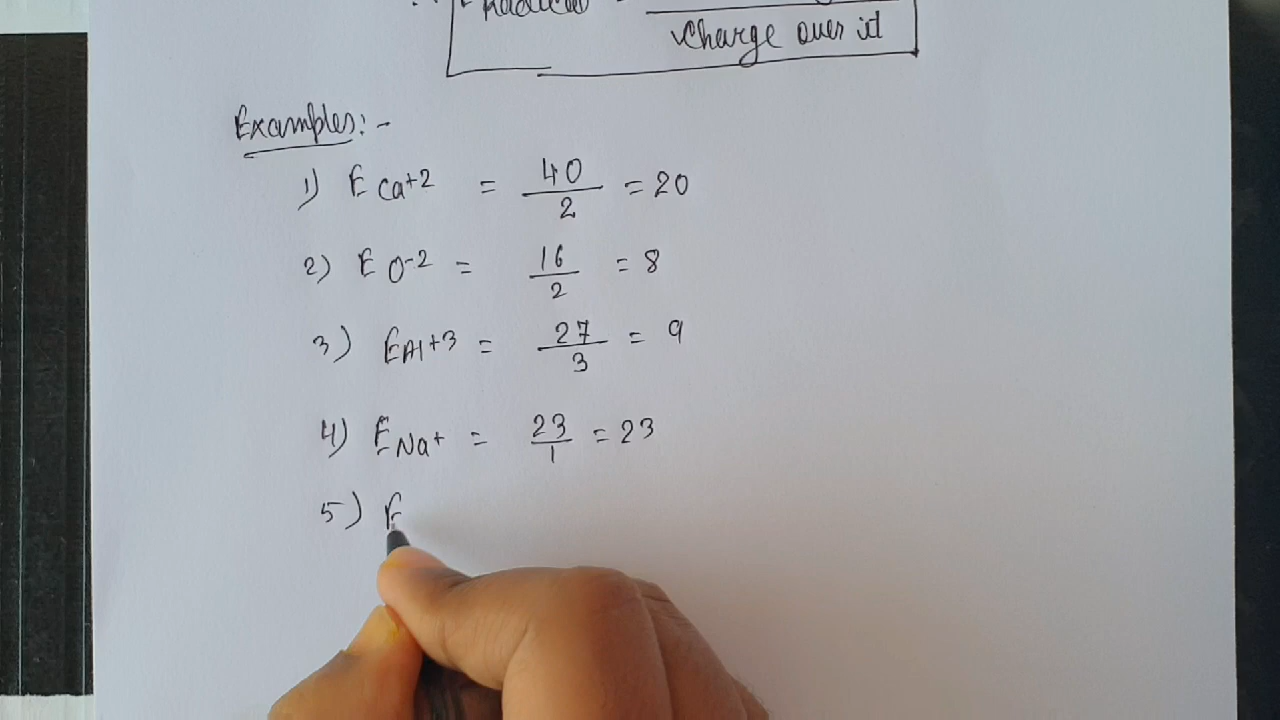 Radical
Charge over it
Examples:-
1) E Ca+2 = 40/2 = 20
2) E O-2 = 16/2 = 8
3) E Al+3 = 27/3 = 9
4) E Na+ = 23/1 = 23
5) E